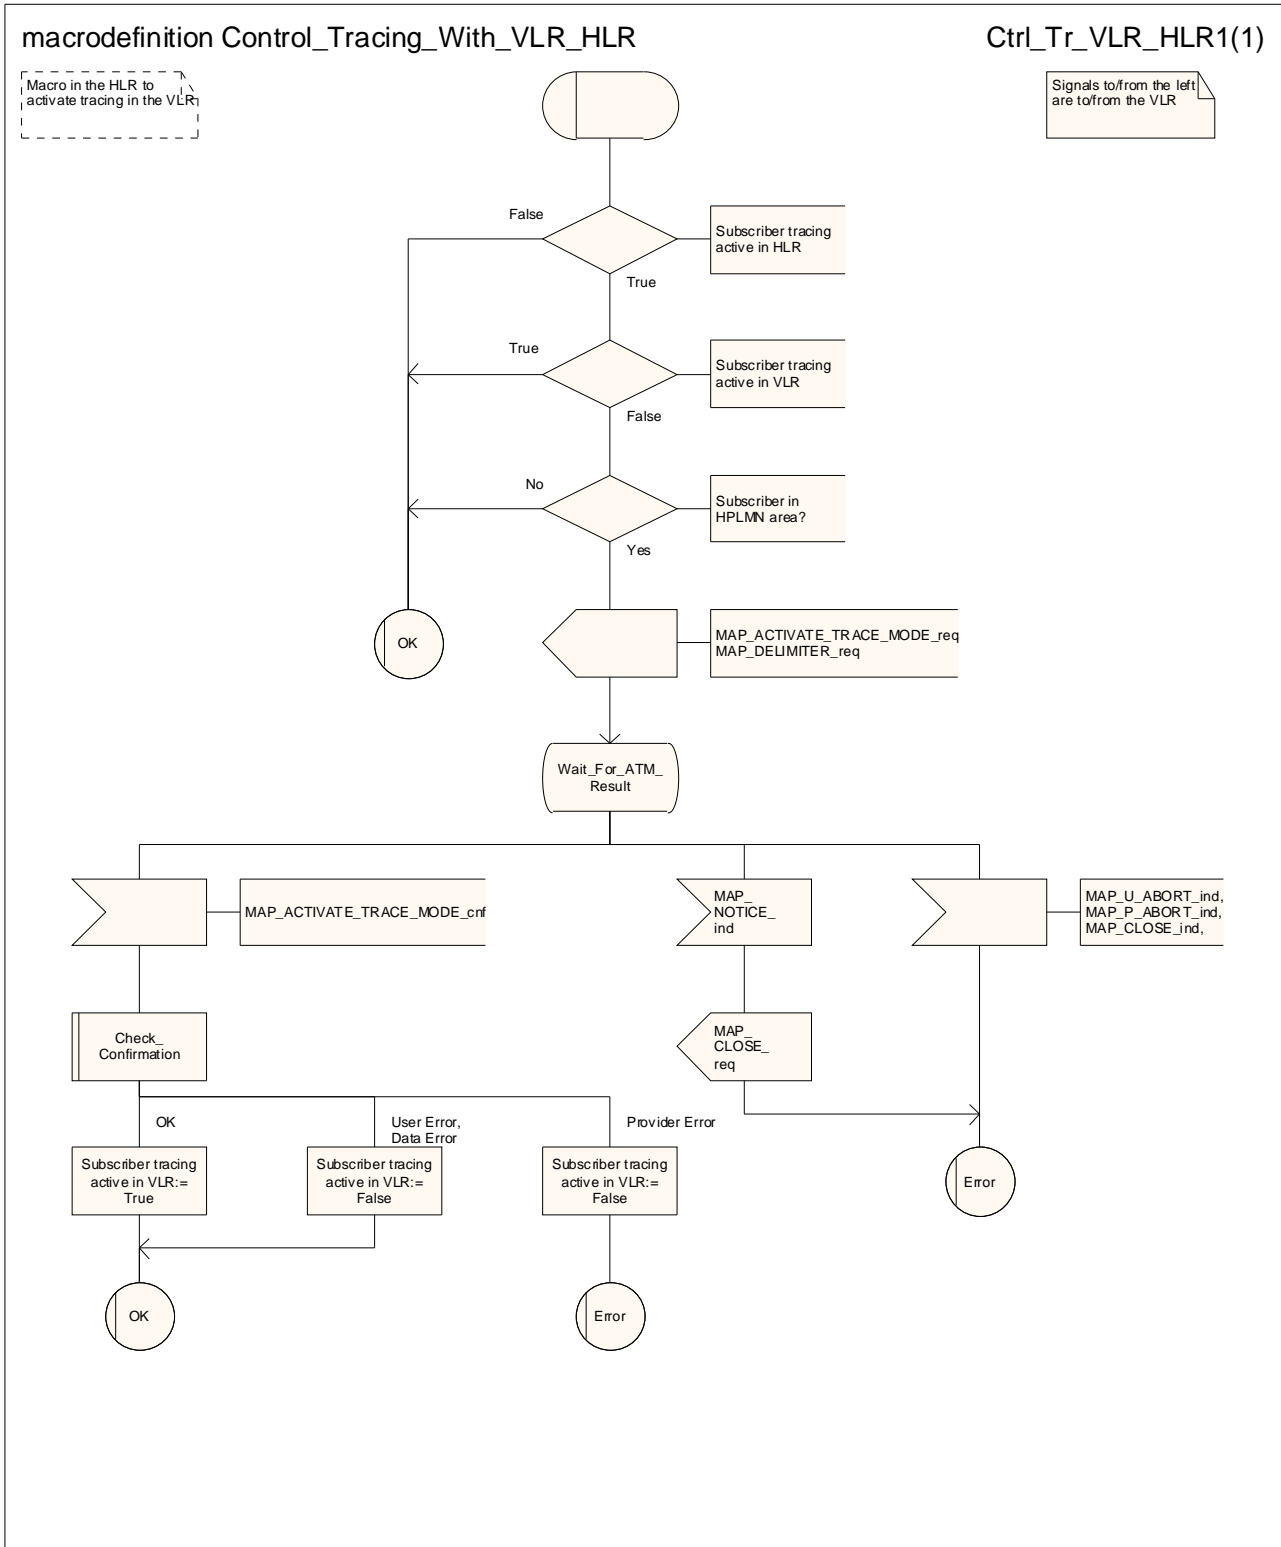 macrodefinition Control_Tracing_With_VLR_HLR
Ctrl_Tr_VLR_HLR1(1)
Macro in the HLR to
activate tracing in the VLR
Signals to/from the left
are to/from the VLR
False
Subscriber tracing
active in HLR
True
True
Subscriber tracing
active in VLR
False
No
Subscriber in
HPLMN area?
Yes
OK
MAP_ACTIVATE_TRACE_MODE_req
MAP_DELIMITER_req
Wait_For_ATM_
Result
MAP_ACTIVATE_TRACE_MODE_cnf
MAP_
NOTICE_
ind
MAP_U_ABORT_ind,
MAP_P_ABORT_ind,
MAP_CLOSE_ind,
Check_
Confirmation
MAP_
CLOSE_
req
OK
User Error,
Data Error
Provider Error
Subscriber tracing
active in VLR:=
True
Subscriber tracing
active in VLR:=
False
Subscriber tracing
active in VLR:=
False
Error
OK
Error